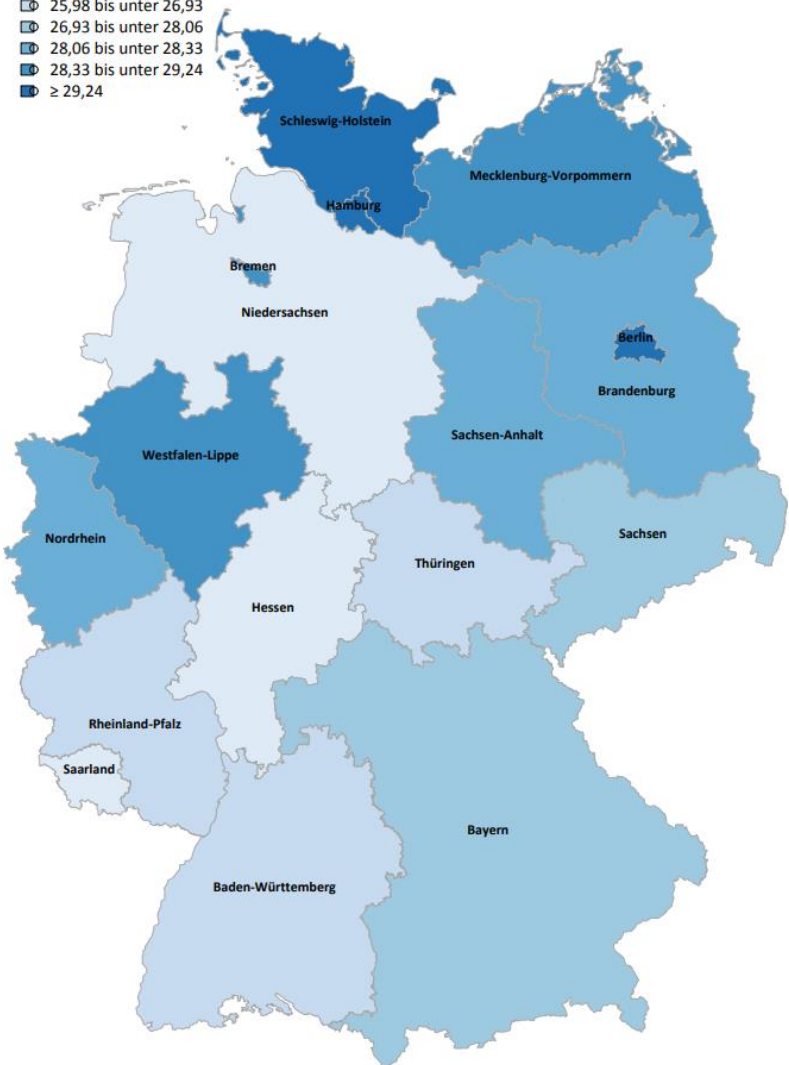 25,98 bis unter 26,93
26,93 bis unter 28,06
28,06 bis unter 28,33
28,33 bis unter 29,24
≥ 29,24
Schleswig-Holstein
Mecklenburg-Vorpommern
Hamburg
Bremen
Niedersachsen
Berlin
Brandenburg
Sachsen-Anhalt
Westfalen-Lippe
Sachsen
Nordrhein
Thüringen
Hessen
Rheinland-Pfalz
Saarland
Bayern
Baden-Württemberg